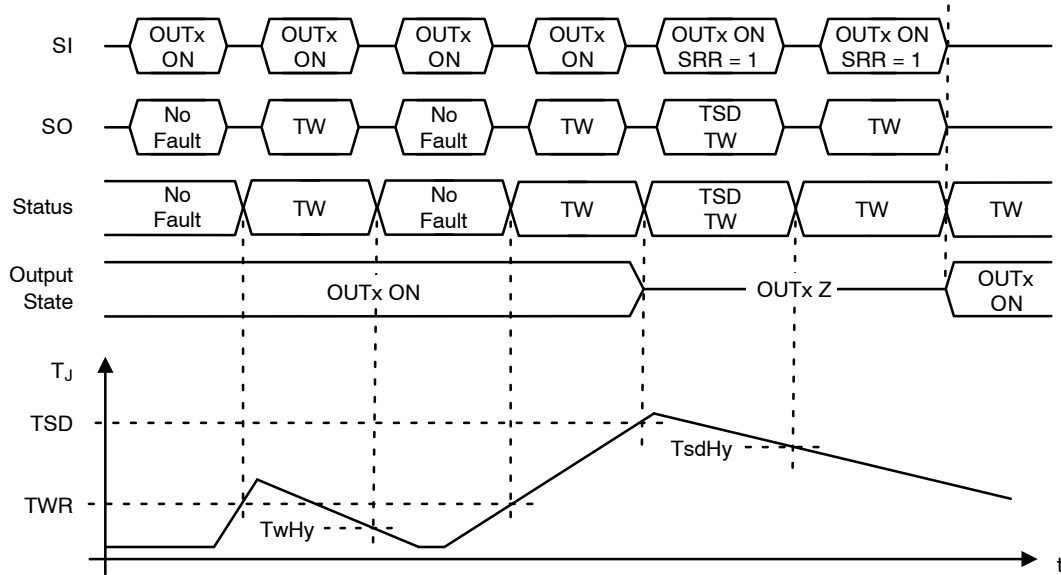 SI
OUTx
ON
OUTx
ON
OUTx
ON
OUTx
ON
OUTx ON
SRR = 1
OUTx ON
SRR = 1
SO
No
Fault
TW
No
Fault
TW
TSD
TW
TW
Status
No
Fault
TW
No
Fault
TW
TSD
TW
TW
TW
Output
State
OUTx ON
OUTx Z
OUTx
ON
TJ
TSD
TsdHy
TWR
TwHy
t